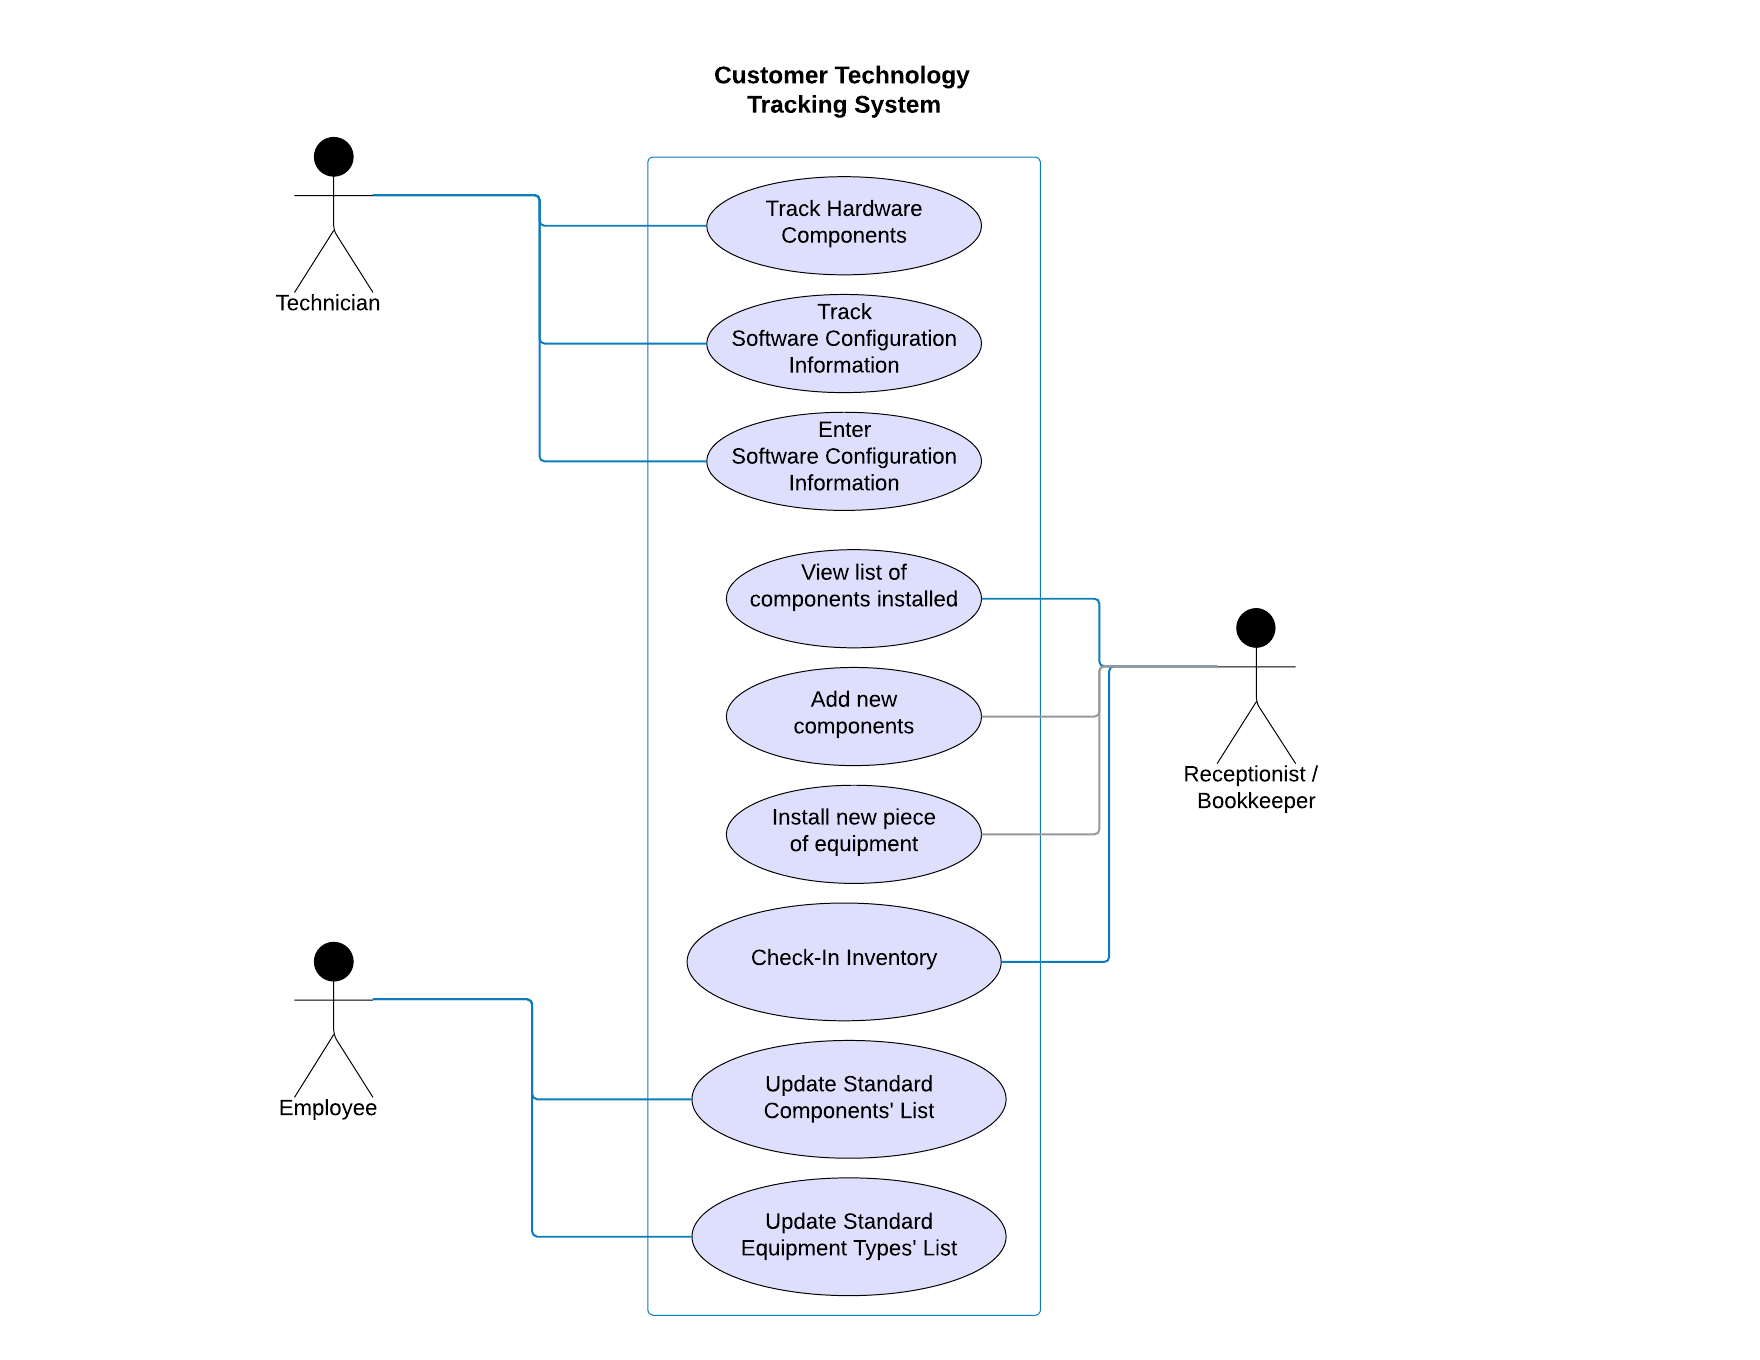 Customer Technology
Tracking System
Technician
Track Hardware
Components
Track
Software Configuration
Information
Enter
Software Configuration
Information
View list of
components installed
Add new
components
Receptionist /
Bookkeeper
Install new piece
of equipment
Check-In Inventory
Employee
Update Standard
Components' List
Update Standard
Equipment Types' List